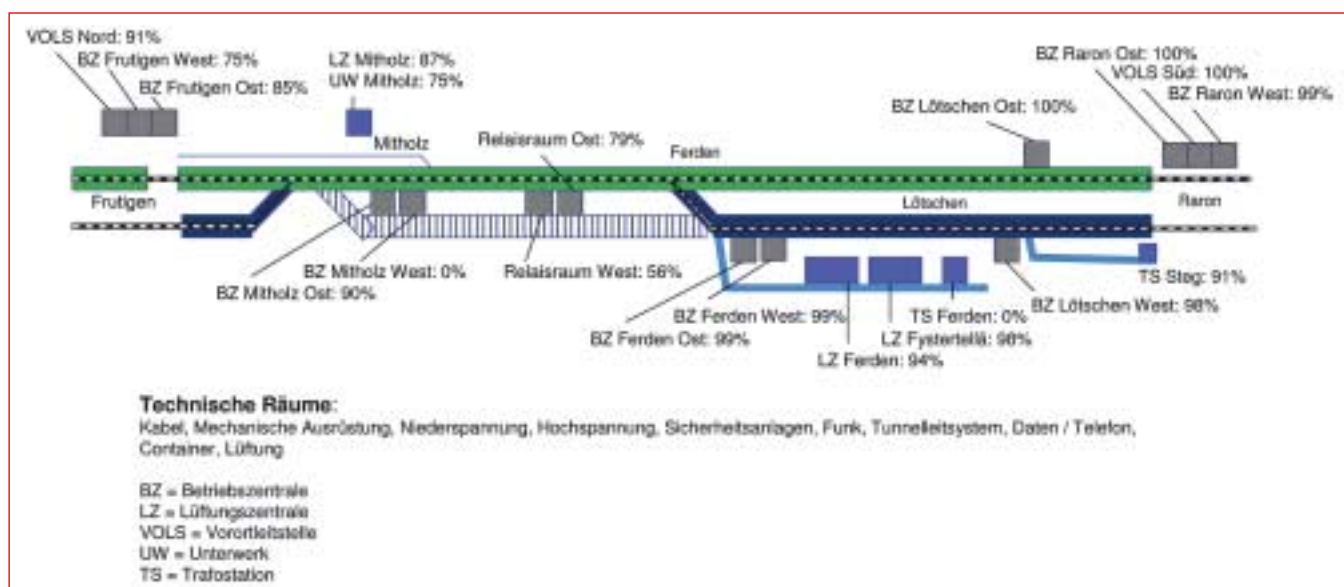 VOLS Nord: 91%
BZ Frutigen West: 75%
BZ Frutigen Ost: 85%
LZ Mitholz: 87%
UW Mitholz: 75%
BZ Raron Ost: 100%
VOLS Süd: 100%
BZ Raron West: 99%
BZ Lötschen Ost: 100%
Relaisraum Ost: 79%
Mitholz
Ferden
Frutigen
Lötschen
Raron
BZ Mitholz West: 0%
BZ Mitholz Ost: 90%
Relaisraum West: 56%
TS Steg: 91%
BZ Lötschen West: 98%
BZ Ferden West: 99%
TS Ferden: 0%
BZ Ferden Ost: 99%
LZ Fystertellä: 98%
LZ Ferden: 94%
Technische Räume:
Kabel, Mechanische Ausrüstung, Niederspannung, Hochspannung, Sicherheitsanlagen, Funk, Tunnelleitsystem, Daten / Telefon,
Container, Lüftung
BZ = Betriebszentrale
LZ = Lüftungszentrale
VOLS = Vorortleitstelle
UW = Unterwerk
TS = Trafostation